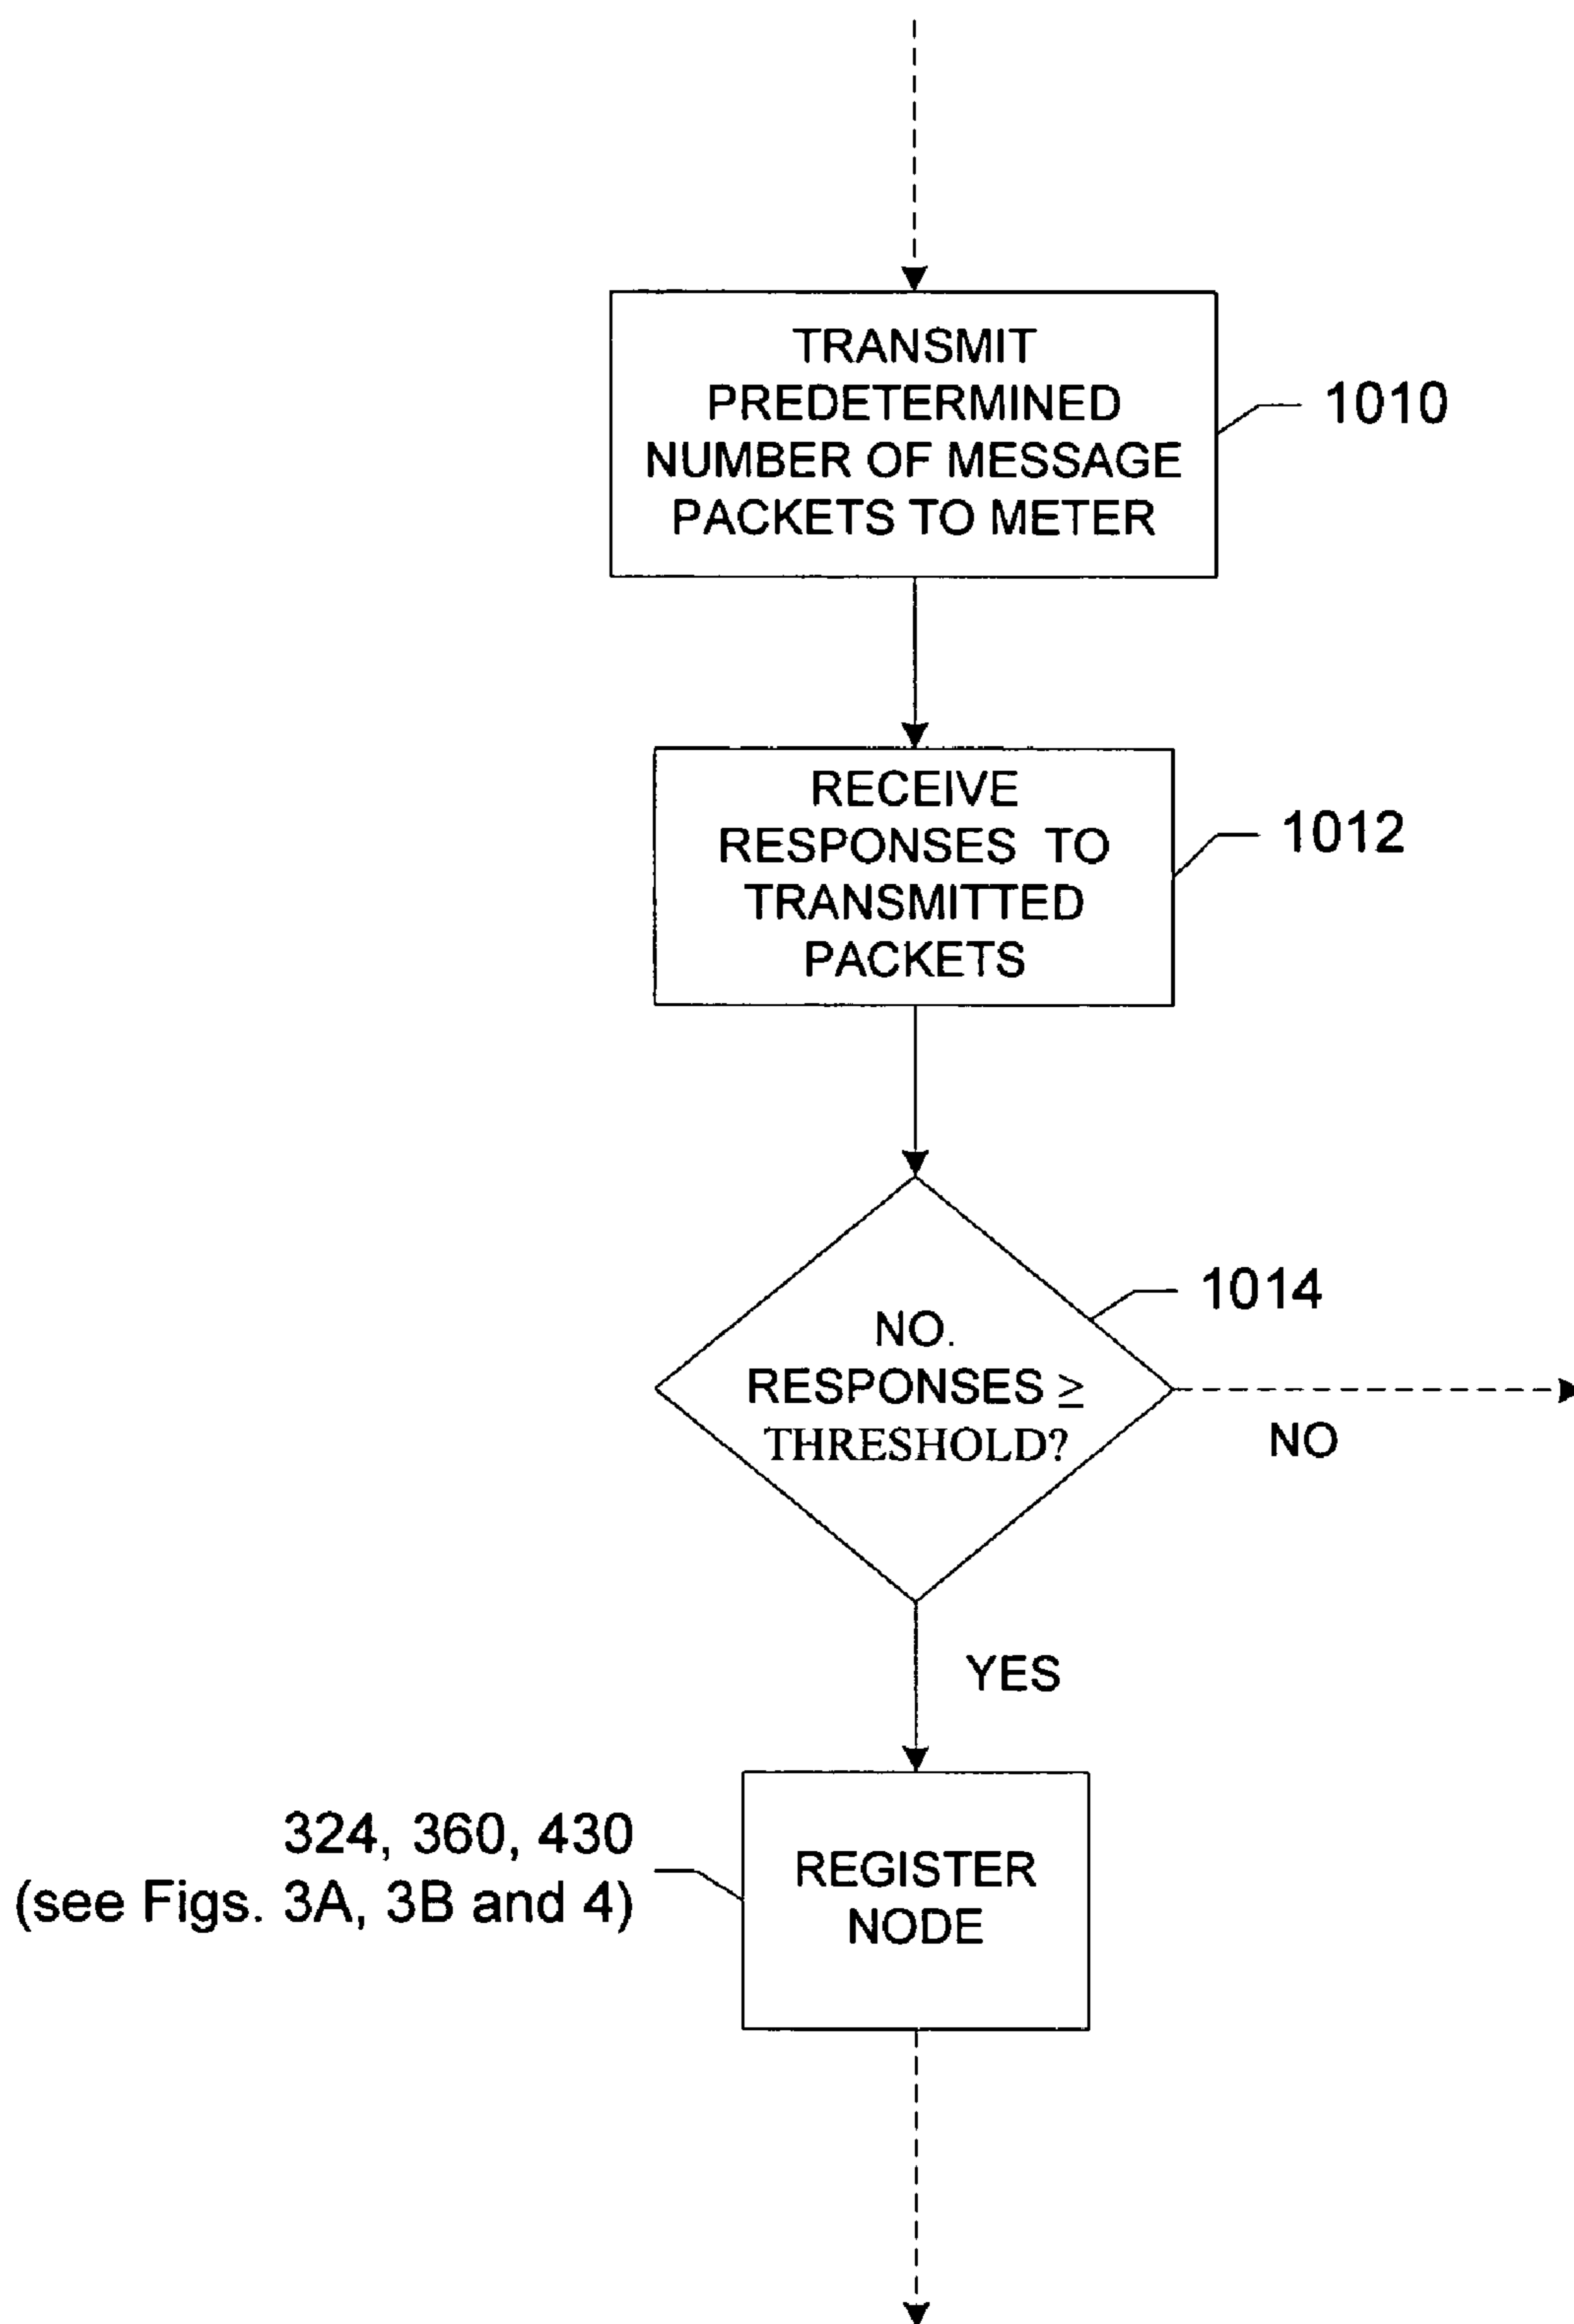 TRANSMIT
PREDETERMINED
NUMBER OF MESSAGE
PACKETS TO METER
1010
RECEIVE
RESPONSES TO
TRANSMITTED
PACKETS
1012
1014
NO.
RESPONSES ≥
THRESHOLD?
NO
YES
324, 360, 430
(see Figs. 3A, 3B and 4)
REGISTER
NODE